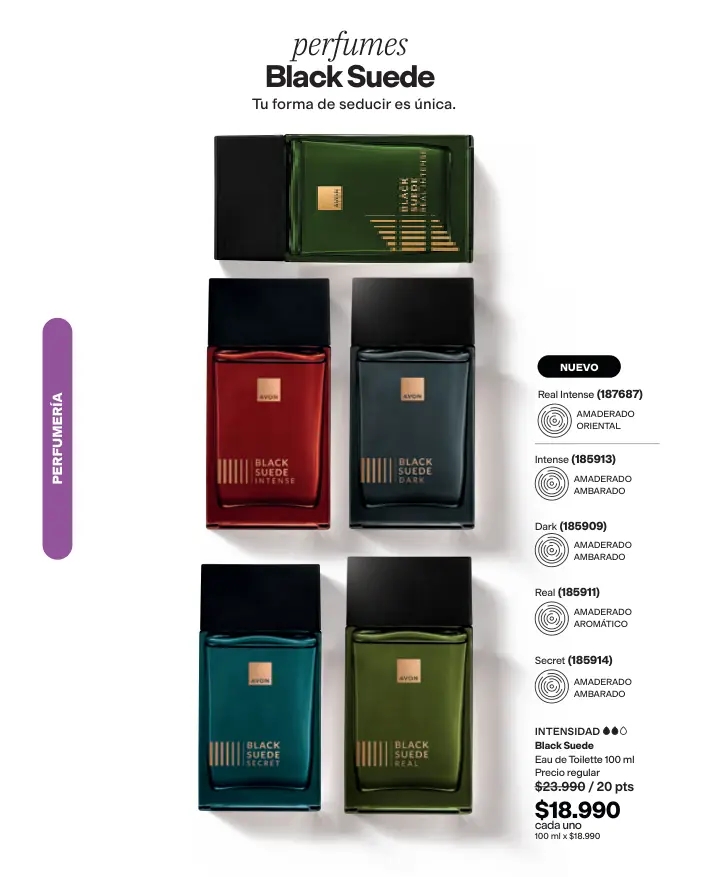 perfumes
Black Suede
Tu forma de seducir es única.
PERFUMERÍA
AVON
BLACK
SUEDE
REAL INTENSE
AVON
BLACK
SUEDE
INTENSE
AVON
BLACK
SUEDE
DARK
AVON
BLACK
SUEDE
SECRET
AVON
BLACK
SUEDE
REAL
NUEVO
Real Intense (187687)
AMADERADO
ORIENTAL
Intense (185913)
AMADERADO
AMBARADO
Dark (185909)
AMADERADO
AMBARADO
Real (185911)
AMADERADO
AROMÁTICO
Secret (185914)
AMADERADO
AMBARADO
INTENSIDAD
Black Suede
Eau de Toilette 100 ml
Precio regular
$23.990 / 20 pts
$18.990
cada uno
100 ml x $18.990